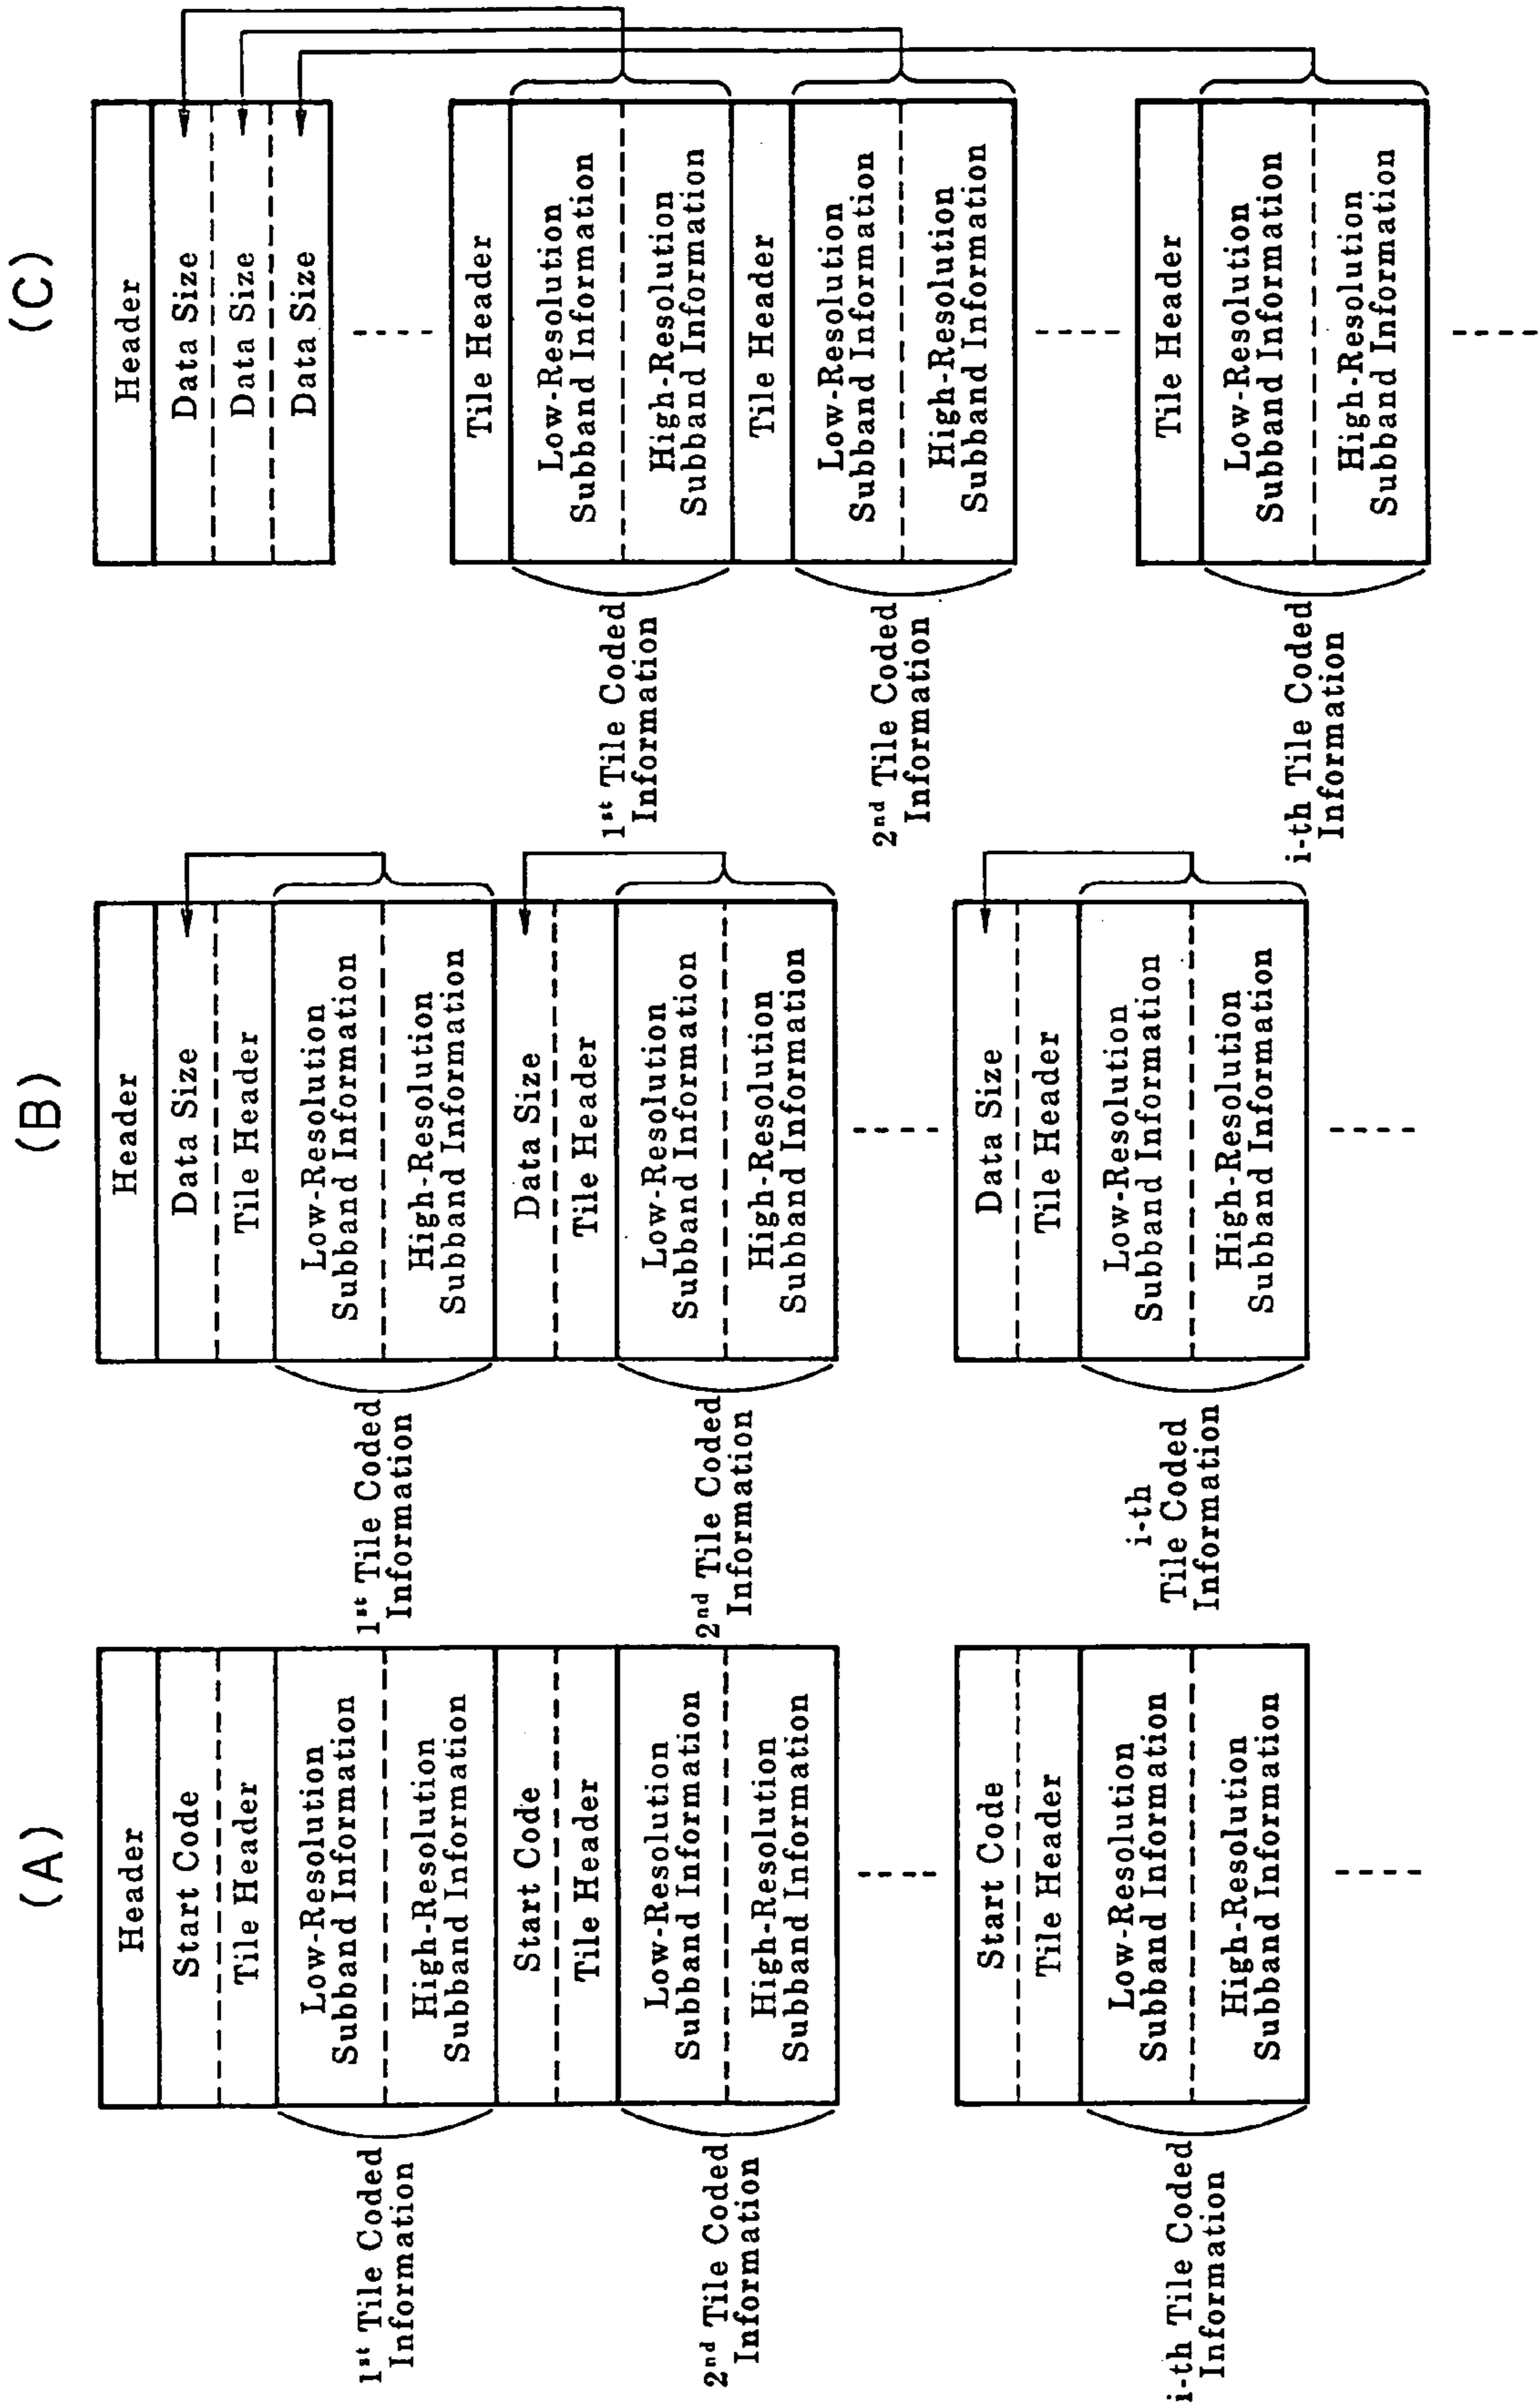 (A)
Header
Start Code
Tile Header
Low-Resolution
Subband Information
High-Resolution
Subband Information
Start Code
Tile Header
Low-Resolution
Subband Information
High-Resolution
Subband Information
Start Code
Tile Header
Low-Resolution
Subband Information
High-Resolution
Subband Information
1st Tile Coded
Information
2nd Tile Coded
Information
i-th Tile Coded
Information
(B)
Header
Data Size
Tile Header
Low-Resolution
Subband Information
High-Resolution
Subband Information
Data Size
Tile Header
Low-Resolution
Subband Information
High-Resolution
Subband Information
Data Size
Tile Header
Low-Resolution
Subband Information
High-Resolution
Subband Information
1st Tile Coded
Information
2nd Tile Coded
Information
i-th
Tile Coded
Information
(C)
Header
Data Size
Data Size
Data Size
Tile Header
Low-Resolution
Subband Information
High-Resolution
Subband Information
Tile Header
Low-Resolution
Subband Information
High-Resolution
Subband Information
Tile Header
Low-Resolution
Subband Information
High-Resolution
Subband Information
1st Tile Coded
Information
2nd Tile Coded
Information
i-th Tile Coded
Information